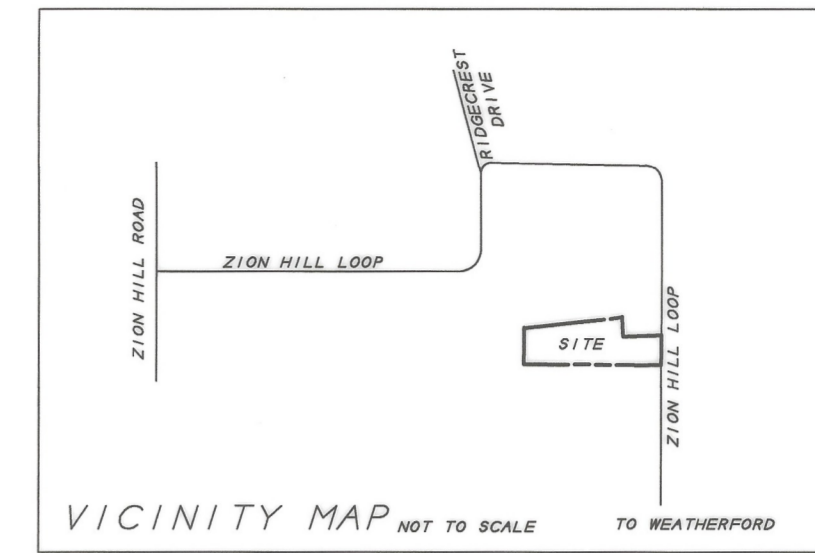 RIDGECREST
DRIVE
ZION HILL ROAD
ZION HILL LOOP
SITE
ZION HILL LOOP
VICINITY MAP NOT TO SCALE
TO WEATHERFORD